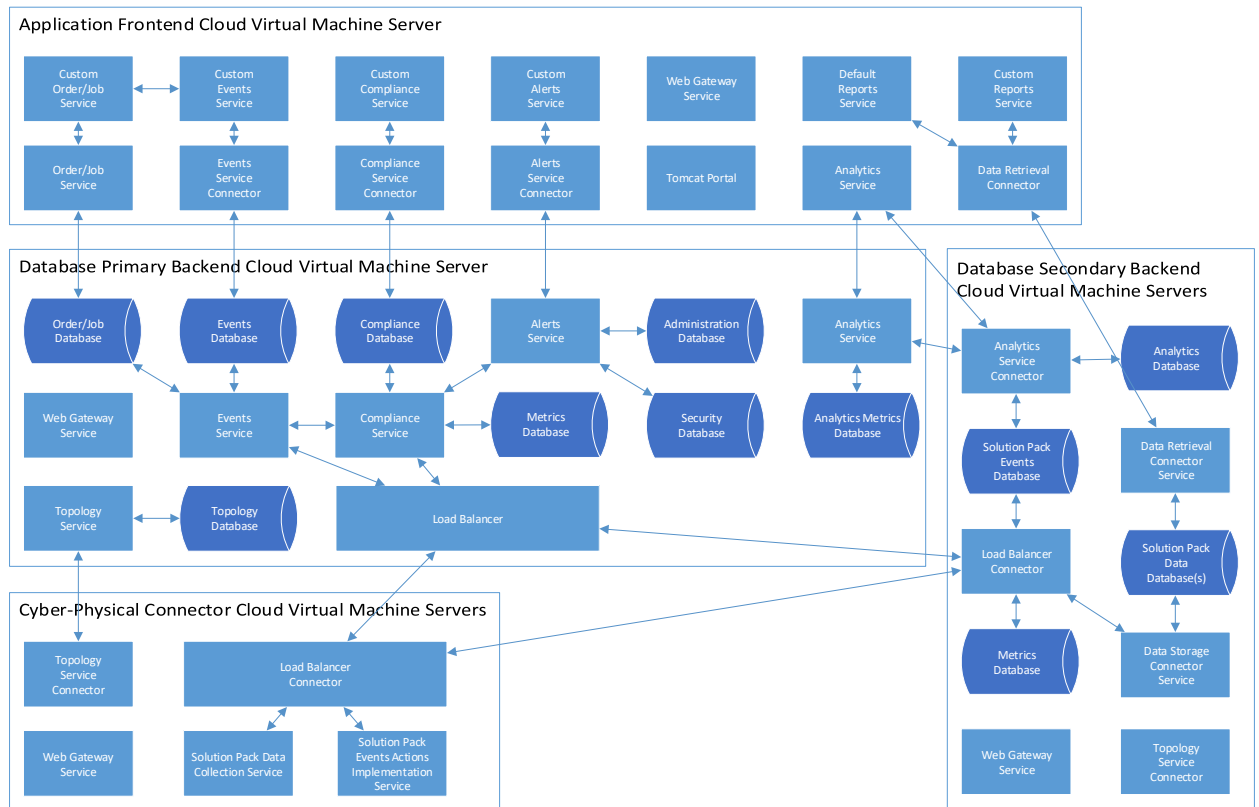 Application Frontend Cloud Virtual Machine Server
Custom
Order/Job
Service
Custom
Events
Service
Custom
Compliance
Service
Custom
Alerts
Service
Web Gateway
Service
Default
Reports
Service
Custom
Reports
Service
Order/Job
Service
Events
Service
Connector
Compliance
Service
Connector
Alerts
Service
Connector
Tomcat Portal
Analytics
Service
Data Retrieval
Connector
Database Primary Backend Cloud Virtual Machine Server
Order/Job
Database
Events
Database
Compliance
Database
Alerts
Service
Administration
Database
Analytics
Service
Web Gateway
Service
Events
Service
Compliance
Service
Metrics
Database
Security
Database
Analytics Metrics
Database
Topology
Service
Topology
Database
Load Balancer
Database Secondary Backend
Cloud Virtual Machine Servers
Analytics
Service
Connector
Analytics
Database
Solution Pack
Events
Database
Data Retrieval
Connector
Service
Load Balancer
Connector
Solution Pack
Data
Database(s)
Metrics
Database
Data Storage
Connector
Service
Web Gateway
Service
Topology
Service
Connector
Cyber-Physical Connector Cloud Virtual Machine Servers
Topology
Service
Connector
Load Balancer
Connector
Web Gateway
Service
Solution Pack Data
Collection Service
Solution Pack
Events Actions
Implementation
Service